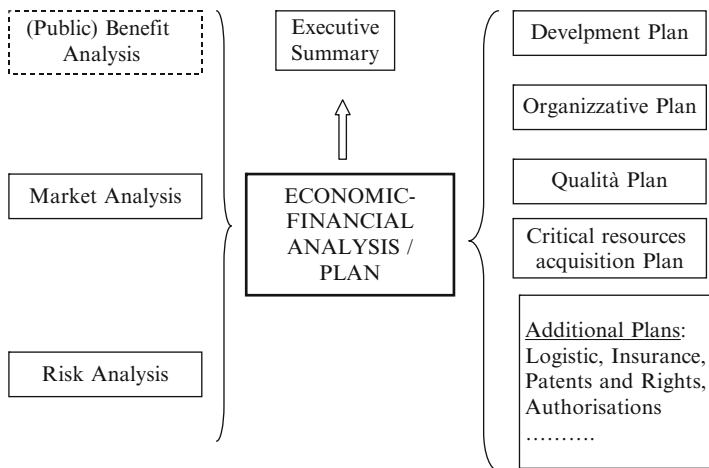 (Public) Benefit
Analysis
Market Analysis
Risk Analysis
Executive
Summary
ECONOMIC-
FINANCIAL
ANALYSIS /
PLAN
Develpment Plan
Organizzative Plan
Qualità Plan
Critical resources
acquisition Plan
Additional Plans:
Logistic, Insurance,
Patents and Rights,
Authorisations
……….